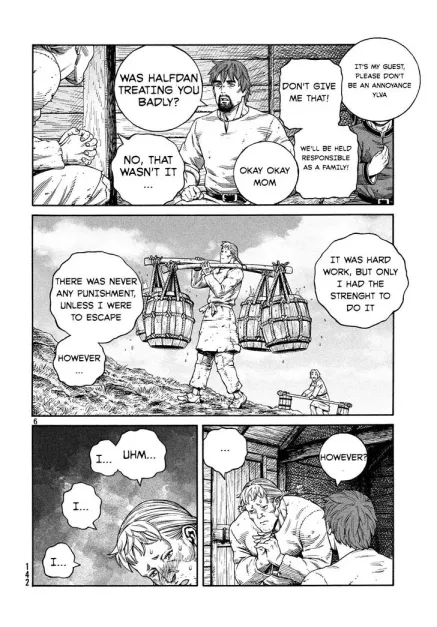 WAS HALFDAN
TREATING YOU
BADLY?
NO, THAT
WASN'T IT
...
DON'T GIVE
ME THAT!
IT'S MY GUEST,
PLEASE DON'T
BE AN ANNOYANCE
YLVA
WE'LL BE HELD
RESPONSIBLE
AS A FAMILY!
OKAY OKAY
MOM
THERE WAS NEVER
ANY PUNISHMENT,
UNLESS I WERE
TO ESCAPE
HOWEVER
...
IT WAS HARD
WORK, BUT ONLY
I HAD THE
STRENGHT TO
DO IT
6
UHM...
I...
I...
I...
...
HOWEVER?
142